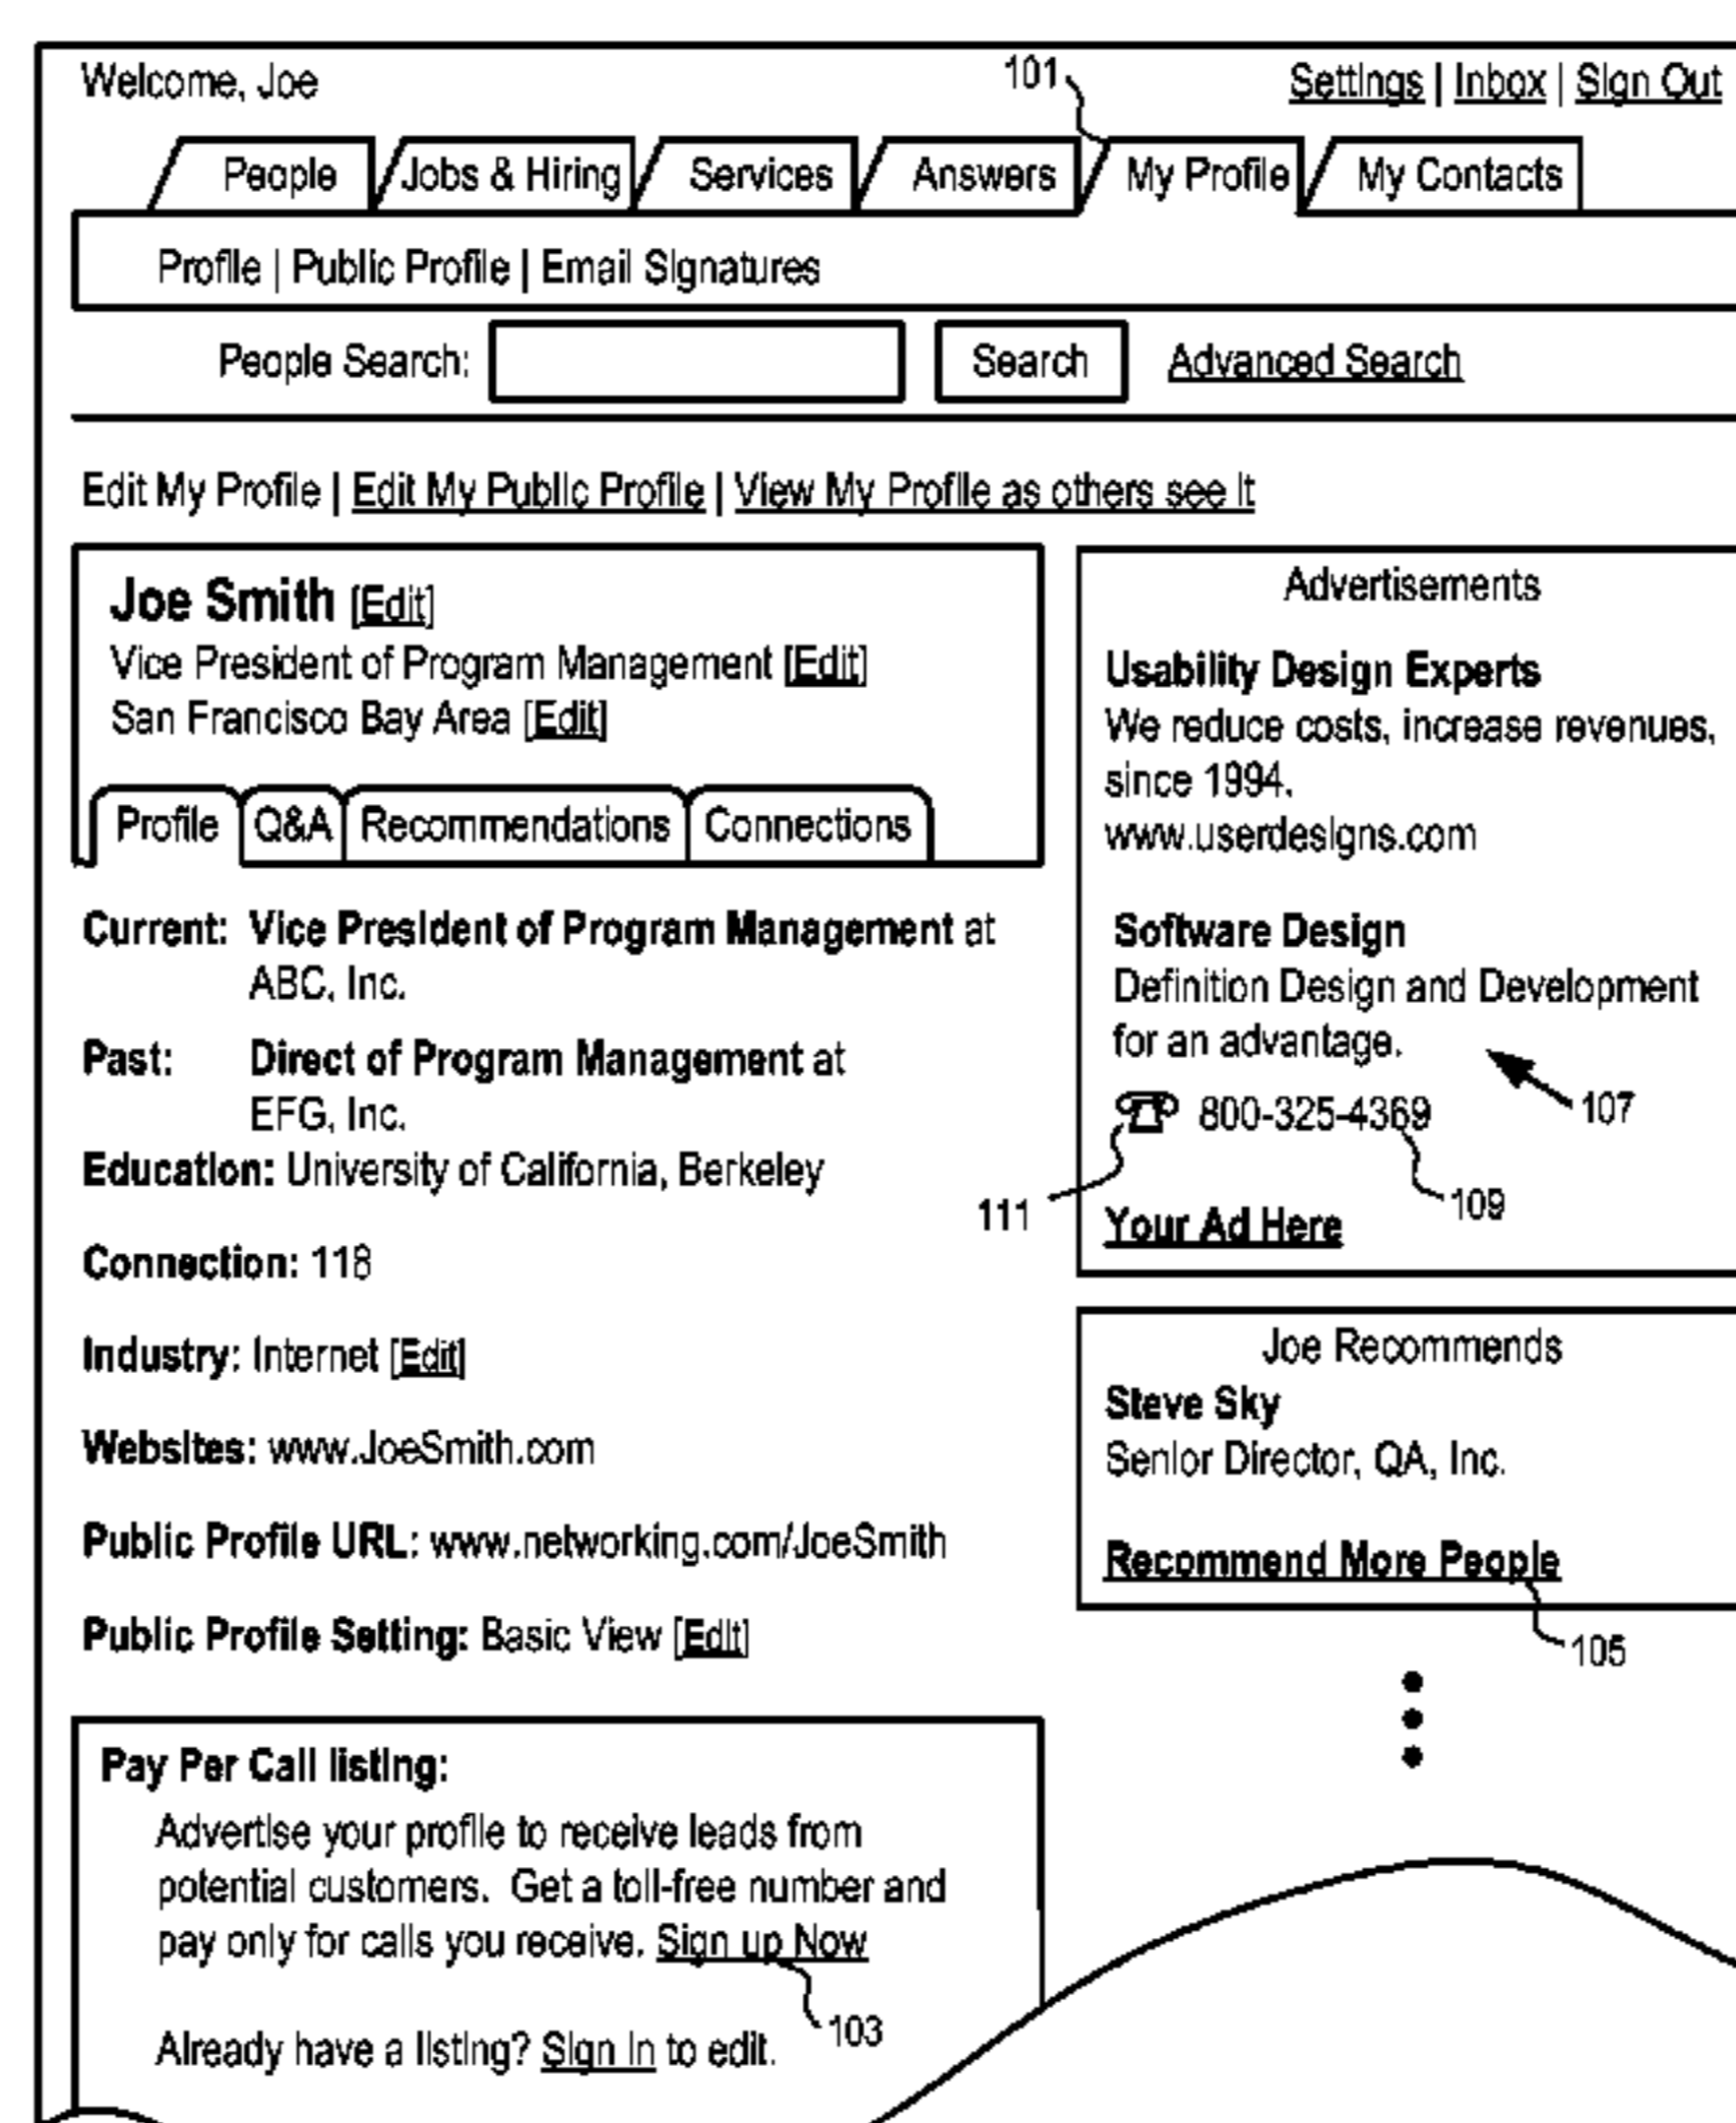 Welcome, Joe
101
Settings | Inbox | Sign Out
People
Jobs & Hiring
Services
Answers
My Profile
My Contacts
Profile | Public Profile | Email Signatures
People Search:
Search
Advanced Search
Edit My Profile | Edit My Public Profile | View My Profile as others see it
Joe Smith [Edit]
Vice President of Program Management [Edit]
San Francisco Bay Area [Edit]
Profile
Q&A
Recommendations
Connections
Current: Vice President of Program Management at
ABC, Inc.
Past: Direct of Program Management at
EFG, Inc.
Education: University of California, Berkeley
Connection: 118
Industry: Internet [Edit]
Websites: www.JoeSmith.com
Public Profile URL: www.networking.com/JoeSmith
Public Profile Setting: Basic View [Edit]
Pay Per Call listing:
Advertise your profile to receive leads from
potential customers. Get a toll-free number and
pay only for calls you receive. Sign up Now
103
Already have a listing? Sign in to edit.
Advertisements
Usability Design Experts
We reduce costs, increase revenues,
since 1994.
www.userdesigns.com
Software Design
Definition Design and Development
for an advantage.
107
800-325-4369
111
109
Your Ad Here
Joe Recommends
Steve Sky
Senior Director, QA, Inc.
Recommend More People
105